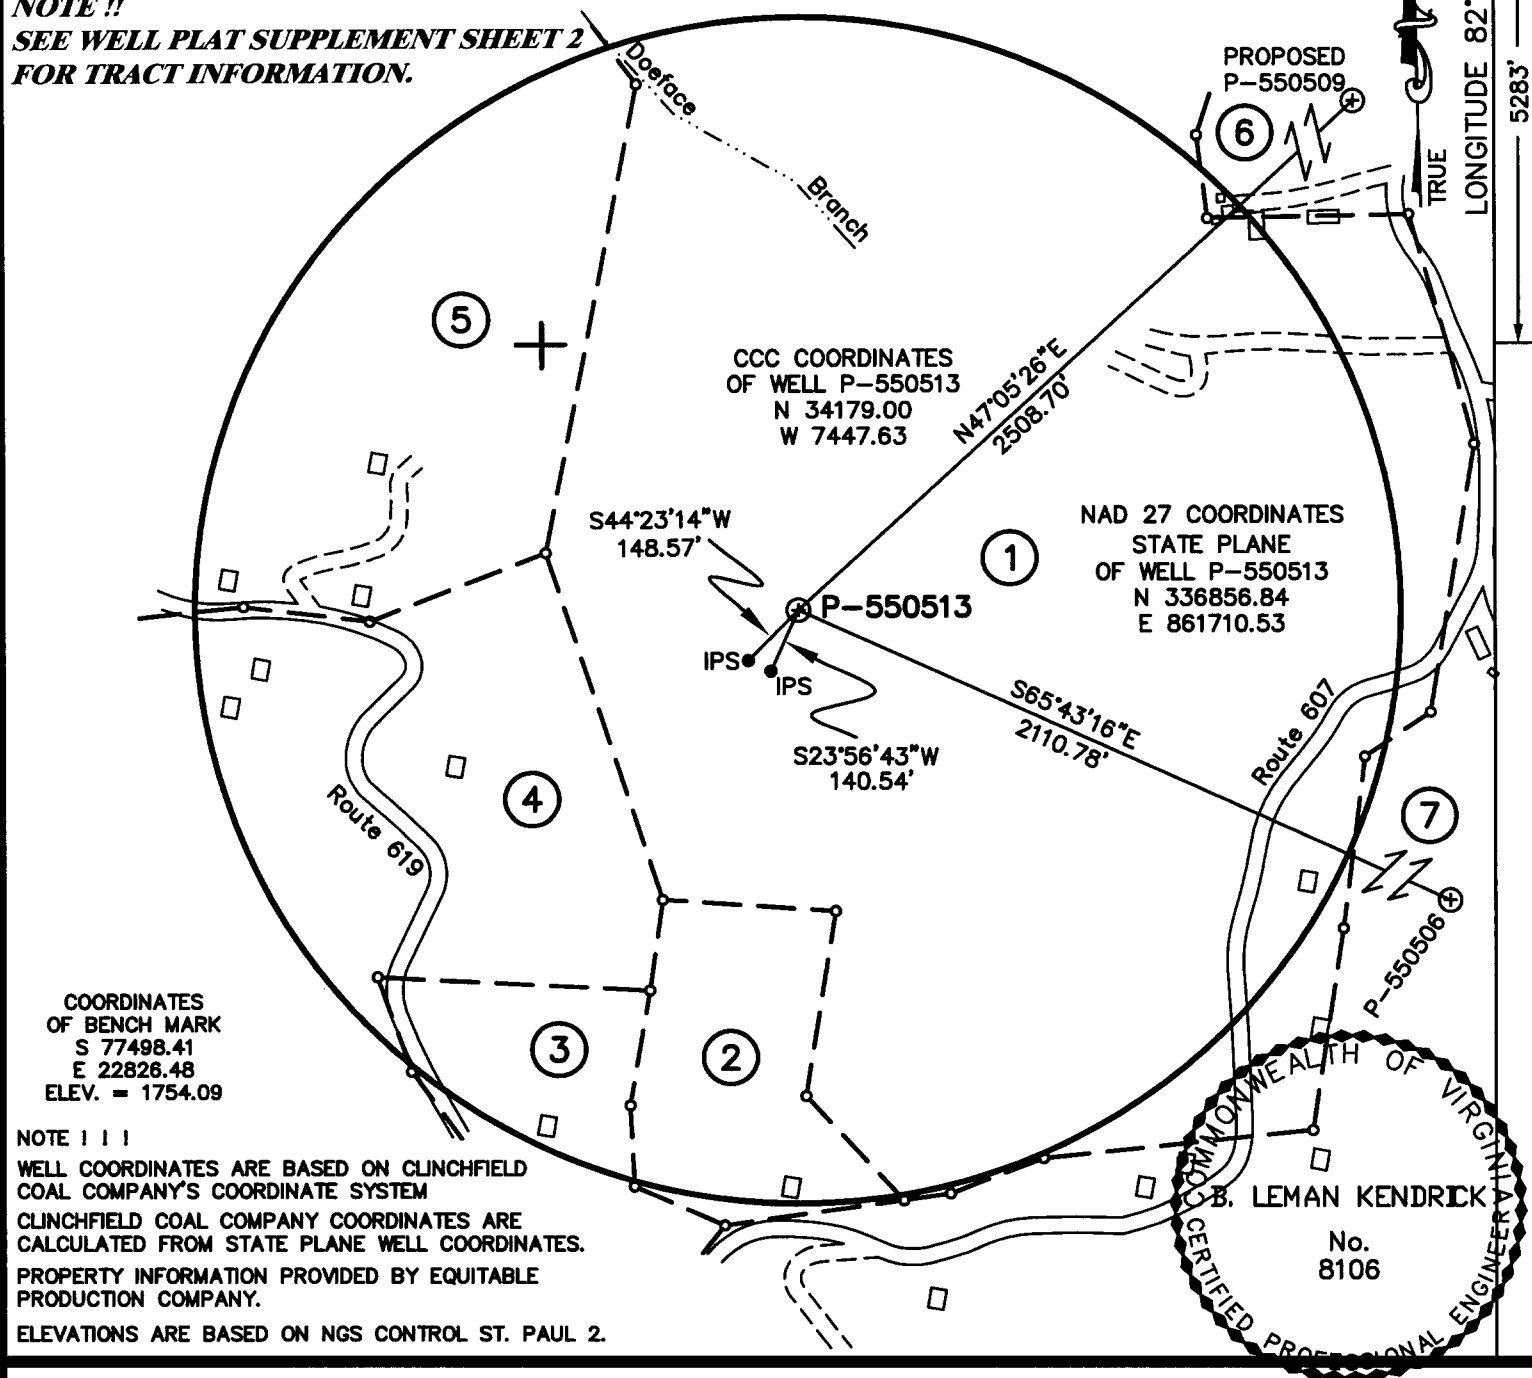 NOTE !!
SEE WELL PLAT SUPPLEMENT SHEET 2
FOR TRACT INFORMATION.
Doeface
Branch
PROPOSED
P-550509
6
TRUE
LONGITUDE 82°
5283'
5
CCC COORDINATES
OF WELL P-550513
N 34179.00
W 7447.63
N47°05'26"E
2508.70'
S44°23'14"W
148.57'
1
NAD 27 COORDINATES
STATE PLANE
OF WELL P-550513
N 336856.84
E 861710.53
P-550513
IPS
IPS
S23°56'43"W
140.54'
S65°43'16"E
2110.78'
Route 607
Route 619
4
7
P-550506
3
2
COORDINATES
OF BENCH MARK
S 77498.41
E 22826.48
ELEV. = 1754.09
NOTE ! ! !
WELL COORDINATES ARE BASED ON CLINCHFIELD
COAL COMPANY'S COORDINATE SYSTEM
CLINCHFIELD COAL COMPANY COORDINATES ARE
CALCULATED FROM STATE PLANE WELL COORDINATES.
PROPERTY INFORMATION PROVIDED BY EQUITABLE
PRODUCTION COMPANY.
ELEVATIONS ARE BASED ON NGS CONTROL ST. PAUL 2.
COMMONWEALTH OF VIRGINIA
B. LEMAN KENDRICK
No.
8106
CERTIFIED PROFESSIONAL ENGINEER